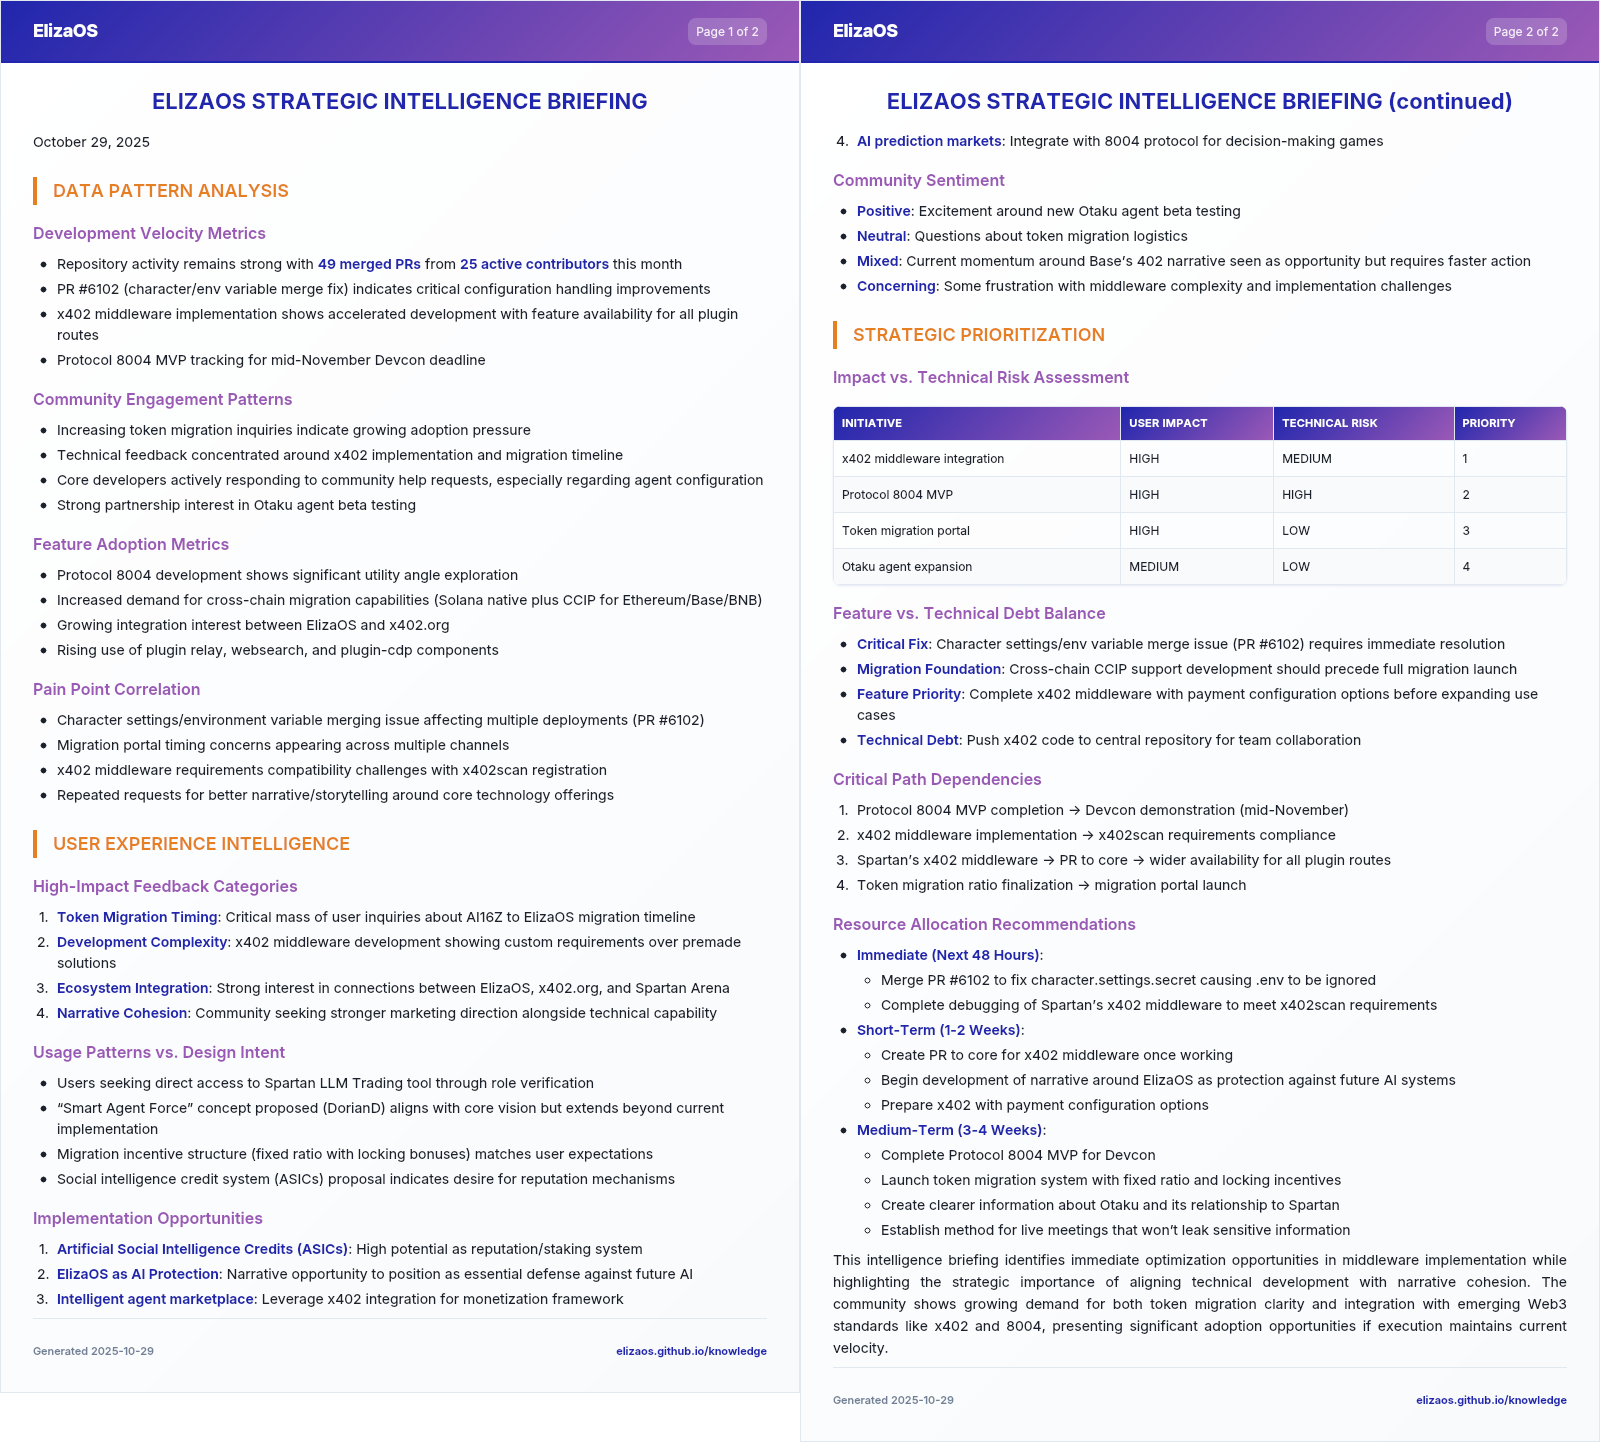 ElizaOS
Page 1 of 2
ELIZAOS STRATEGIC INTELLIGENCE BRIEFING
October 29, 2025
DATA PATTERN ANALYSIS
Development Velocity Metrics
• Repository activity remains strong with 49 merged PRs from 25 active contributors this month
• PR #6102 (character/env variable merge fix) indicates critical configuration handling improvements
• x402 middleware implementation shows accelerated development with feature availability for all plugin
routes
• Protocol 8004 MVP tracking for mid-November Devcon deadline
Community Engagement Patterns
• Increasing token migration inquiries indicate growing adoption pressure
• Technical feedback concentrated around x402 implementation and migration timeline
• Core developers actively responding to community help requests, especially regarding agent configuration
• Strong partnership interest in Otaku agent beta testing
Feature Adoption Metrics
• Protocol 8004 development shows significant utility angle exploration
• Increased demand for cross-chain migration capabilities (Solana native plus CCIP for Ethereum/Base/BNB)
• Growing integration interest between ElizaOS and x402.org
• Rising use of plugin relay, websearch, and plugin-cdp components
Pain Point Correlation
• Character settings/environment variable merging issue affecting multiple deployments (PR #6102)
• Migration portal timing concerns appearing across multiple channels
• x402 middleware requirements compatibility challenges with x402scan registration
• Repeated requests for better narrative/storytelling around core technology offerings
USER EXPERIENCE INTELLIGENCE
High-Impact Feedback Categories
1. Token Migration Timing: Critical mass of user inquiries about AI16Z to ElizaOS migration timeline
2. Development Complexity: x402 middleware development showing custom requirements over premade
solutions
3. Ecosystem Integration: Strong interest in connections between ElizaOS, x402.org, and Spartan Arena
4. Narrative Cohesion: Community seeking stronger marketing direction alongside technical capability
Usage Patterns vs. Design Intent
• Users seeking direct access to Spartan LLM Trading tool through role verification
• “Smart Agent Force” concept proposed (DorianD) aligns with core vision but extends beyond current
implementation
• Migration incentive structure (fixed ratio with locking bonuses) matches user expectations
• Social intelligence credit system (ASICs) proposal indicates desire for reputation mechanisms
Implementation Opportunities
1. Artificial Social Intelligence Credits (ASICs): High potential as reputation/staking system
2. ElizaOS as AI Protection: Narrative opportunity to position as essential defense against future AI
3. Intelligent agent marketplace: Leverage x402 integration for monetization framework
Generated 2025-10-29
elizaos.github.io/knowledge
ElizaOS
Page 2 of 2
ELIZAOS STRATEGIC INTELLIGENCE BRIEFING (continued)
4. AI prediction markets: Integrate with 8004 protocol for decision-making games
Community Sentiment
• Positive: Excitement around new Otaku agent beta testing
• Neutral: Questions about token migration logistics
• Mixed: Current momentum around Base’s 402 narrative seen as opportunity but requires faster action
• Concerning: Some frustration with middleware complexity and implementation challenges
STRATEGIC PRIORITIZATION
Impact vs. Technical Risk Assessment
INITIATIVE USER IMPACT TECHNICAL RISK PRIORITY
x402 middleware integration HIGH MEDIUM 1
Protocol 8004 MVP HIGH HIGH 2
Token migration portal HIGH LOW 3
Otaku agent expansion MEDIUM LOW 4
Feature vs. Technical Debt Balance
• Critical Fix: Character settings/env variable merge issue (PR #6102) requires immediate resolution
• Migration Foundation: Cross-chain CCIP support development should precede full migration launch
• Feature Priority: Complete x402 middleware with payment configuration options before expanding use
cases
• Technical Debt: Push x402 code to central repository for team collaboration
Critical Path Dependencies
1. Protocol 8004 MVP completion → Devcon demonstration (mid-November)
2. x402 middleware implementation → x402scan requirements compliance
3. Spartan’s x402 middleware → PR to core → wider availability for all plugin routes
4. Token migration ratio finalization → migration portal launch
Resource Allocation Recommendations
• Immediate (Next 48 Hours):
◦ Merge PR #6102 to fix character.settings.secret causing .env to be ignored
◦ Complete debugging of Spartan’s x402 middleware to meet x402scan requirements
• Short-Term (1-2 Weeks):
◦ Create PR to core for x402 middleware once working
◦ Begin development of narrative around ElizaOS as protection against future AI systems
◦ Prepare x402 with payment configuration options
• Medium-Term (3-4 Weeks):
◦ Complete Protocol 8004 MVP for Devcon
◦ Launch token migration system with fixed ratio and locking incentives
◦ Create clearer information about Otaku and its relationship to Spartan
◦ Establish method for live meetings that won’t leak sensitive information
This intelligence briefing identifies immediate optimization opportunities in middleware implementation while
highlighting the strategic importance of aligning technical development with narrative cohesion. The
community shows growing demand for both token migration clarity and integration with emerging Web3
standards like x402 and 8004, presenting significant adoption opportunities if execution maintains current
velocity.
Generated 2025-10-29
elizaos.github.io/knowledge